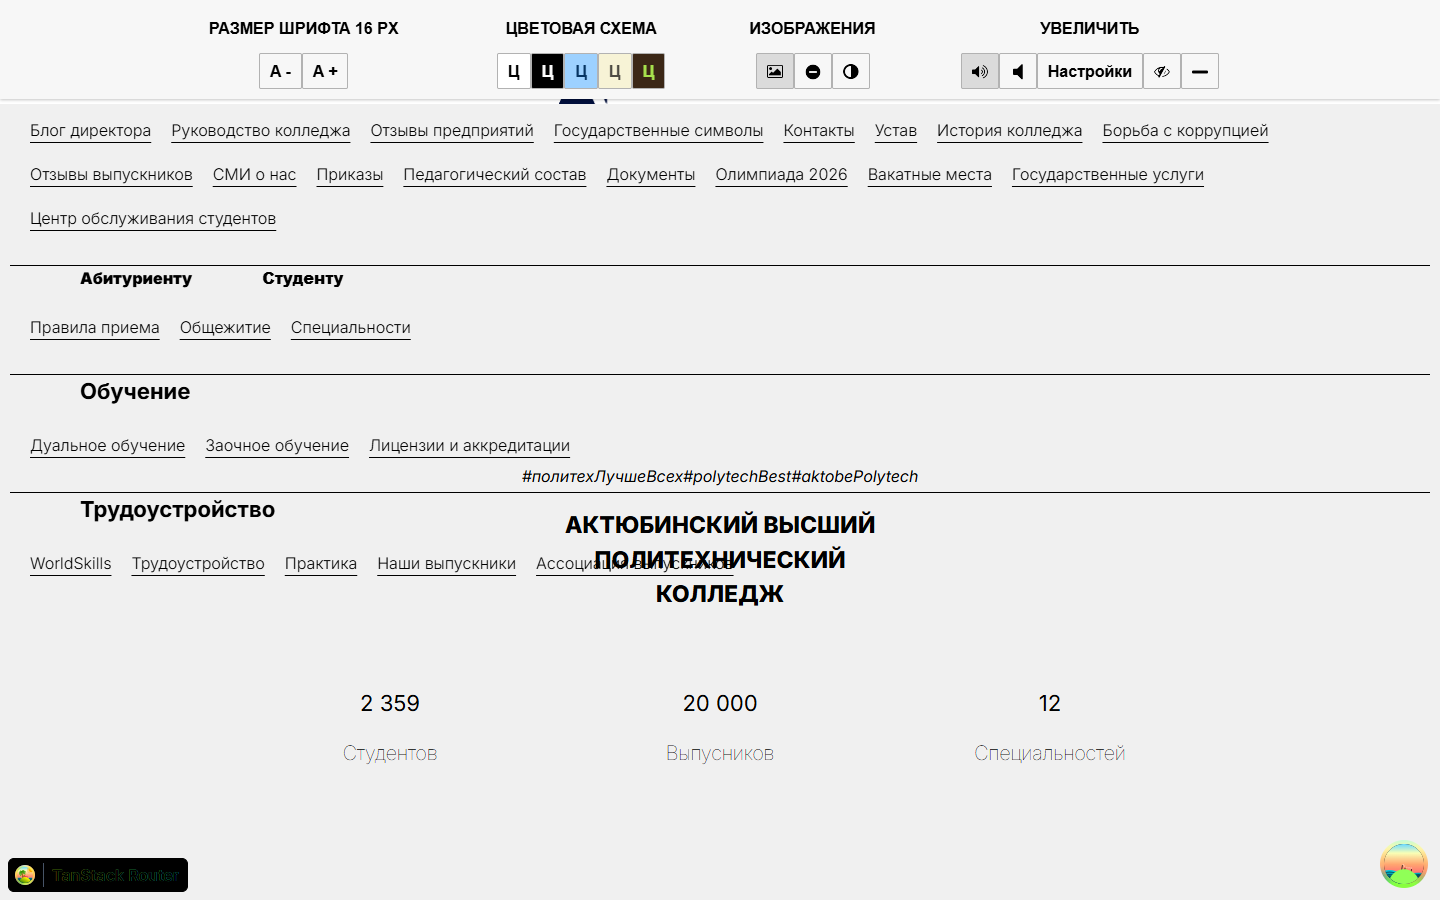 РАЗМЕР ШРИФТА 16 PX ЦВЕТОВАЯ СХЕМА ИЗОБРАЖЕНИЯ УВЕЛИЧИТЬ
A - A + Ц Ц Ц Ц Ц Настройки
Блог директора Руководство колледжа Отзывы предприятий Государственные символы Контакты Устав История колледжа Борьба с коррупцией
Отзывы выпускников СМИ о нас Приказы Педагогический состав Документы Олимпиада 2026 Вакатные места Государственные услуги
Центр обслуживания студентов
Абитуриенту Студенту
Правила приема Общежитие Специальности
Обучение
Дуальное обучение Заочное обучение Лицензии и аккредитации
#политехЛучшеВсех#polytechBest#aktobePolytech
Трудоустройство
АКТЮБИНСКИЙ ВЫСШИЙ
ПОЛИТЕХНИЧЕСКИЙ
КОЛЛЕДЖ
WorldSkills Трудоустройство Практика Наши выпускники Ассоциация выпускников
2 359 20 000 12
Студентов Выпусников Специальностей
TanStack Router